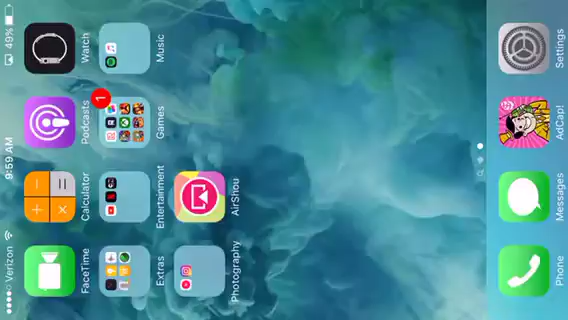 Verizon 9:59 AM 49%
FaceTime Calculator Podcasts Watch
1
Extras Entertainment Games Music
Photography AirShou
Phone Messages AdCap! Settings